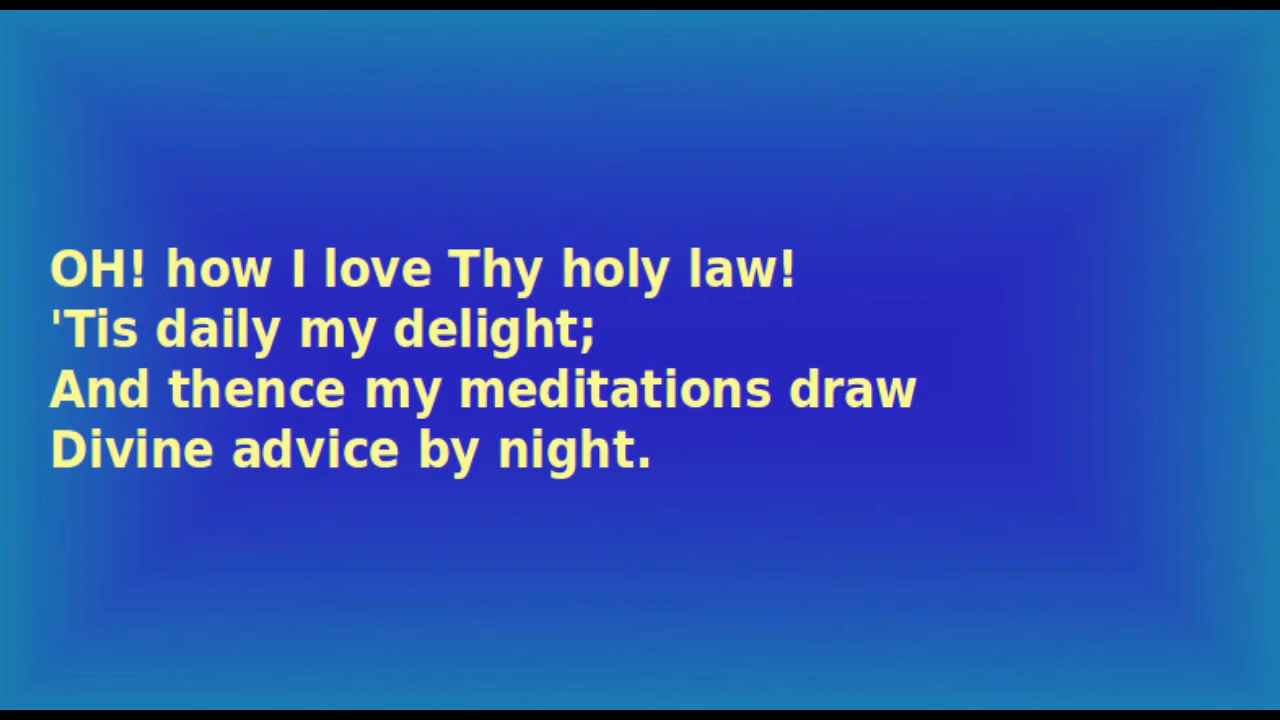 OH! how I love Thy holy law!
'Tis daily my delight;
And thence my meditations draw
Divine advice by night.